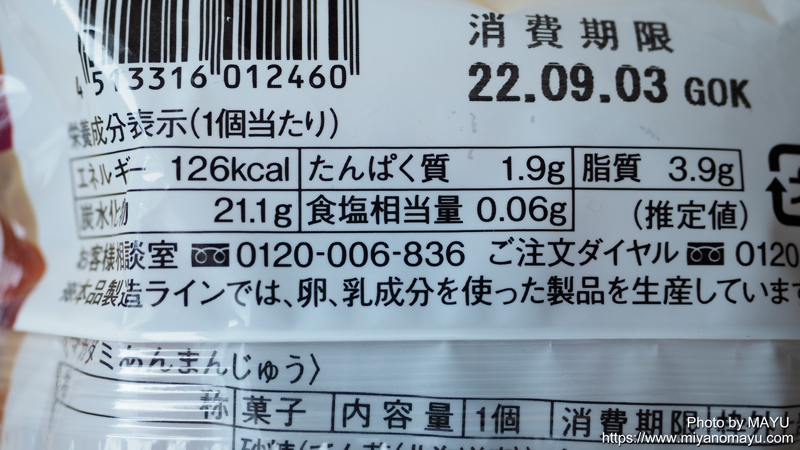 消費期限
4 513316 012460
22.09.03 GOK
栄養成分表示(1個当たり)
エネルギー 126kcal たんぱく質 1.9g 脂質 3.9g
炭水化物 21.1g 食塩相当量 0.06g (推定値)
お客様相談室 0120-006-836 ご注文ダイヤル 0120
※本品製造ラインでは、卵、乳成分を使った製品を生産しています
マカダミあんまんじゅう〉
称 菓子 内容量 1個 消費期限
Photo by MAYU
https://www.miyanomayu.com/